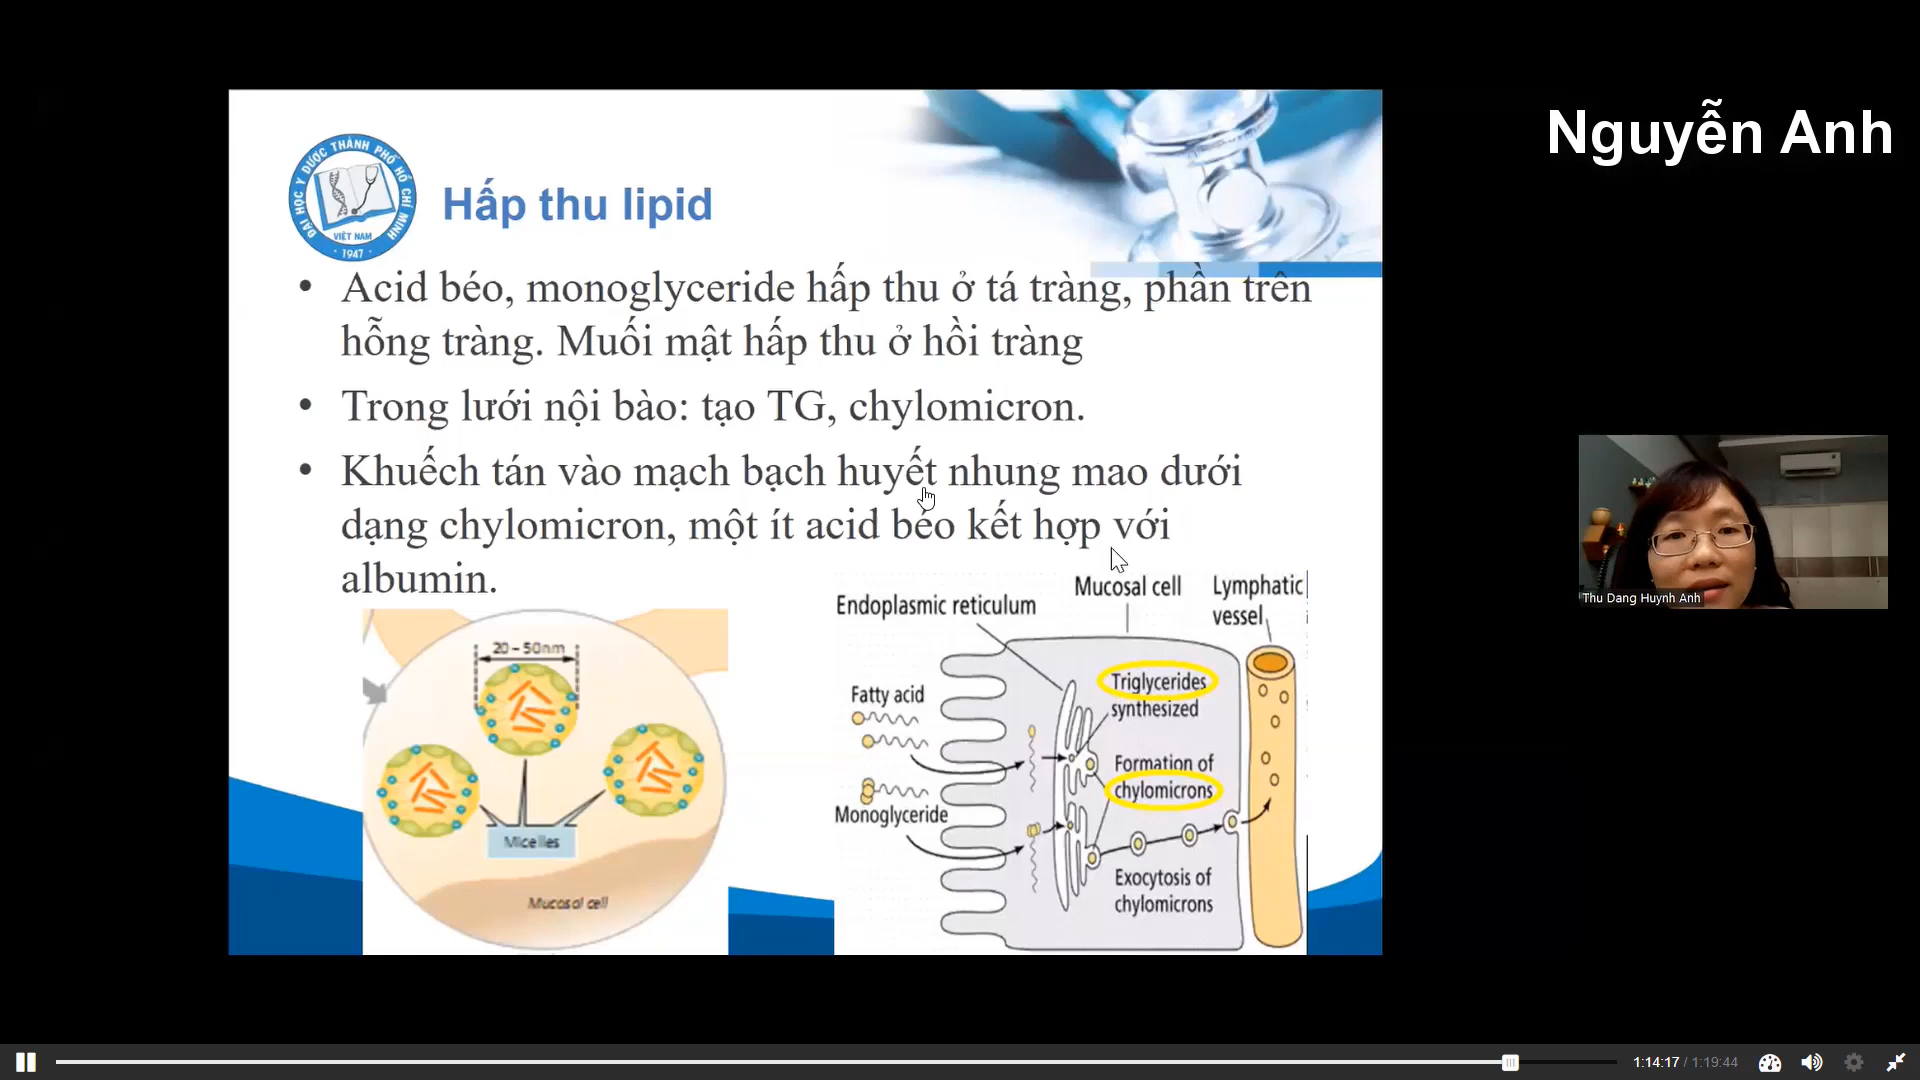 Nguyễn Anh
ĐẠI HỌC Y DƯỢC THÀNH PHỐ HỒ CHÍ MINH
VIỆT NAM
1947
Hấp thu lipid
• Acid béo, monoglyceride hấp thu ở tá tràng, phần trên
hỗng tràng. Muối mật hấp thu ở hồi tràng
• Trong lưới nội bào: tạo TG, chylomicron.
• Khuếch tán vào mạch bạch huyết nhung mao dưới
dạng chylomicron, một ít acid béo kết hợp với
albumin.
20 – 50nm
Micelles
Mucosal cell
Endoplasmic reticulum
Mucosal cell
Lymphatic
vessel
Fatty acid
Monoglyceride
Triglycerides
synthesized
Formation of
chylomicrons
Exocytosis of
chylomicrons
Thu Dang Huynh Anh
1:14:17 / 1:19:44